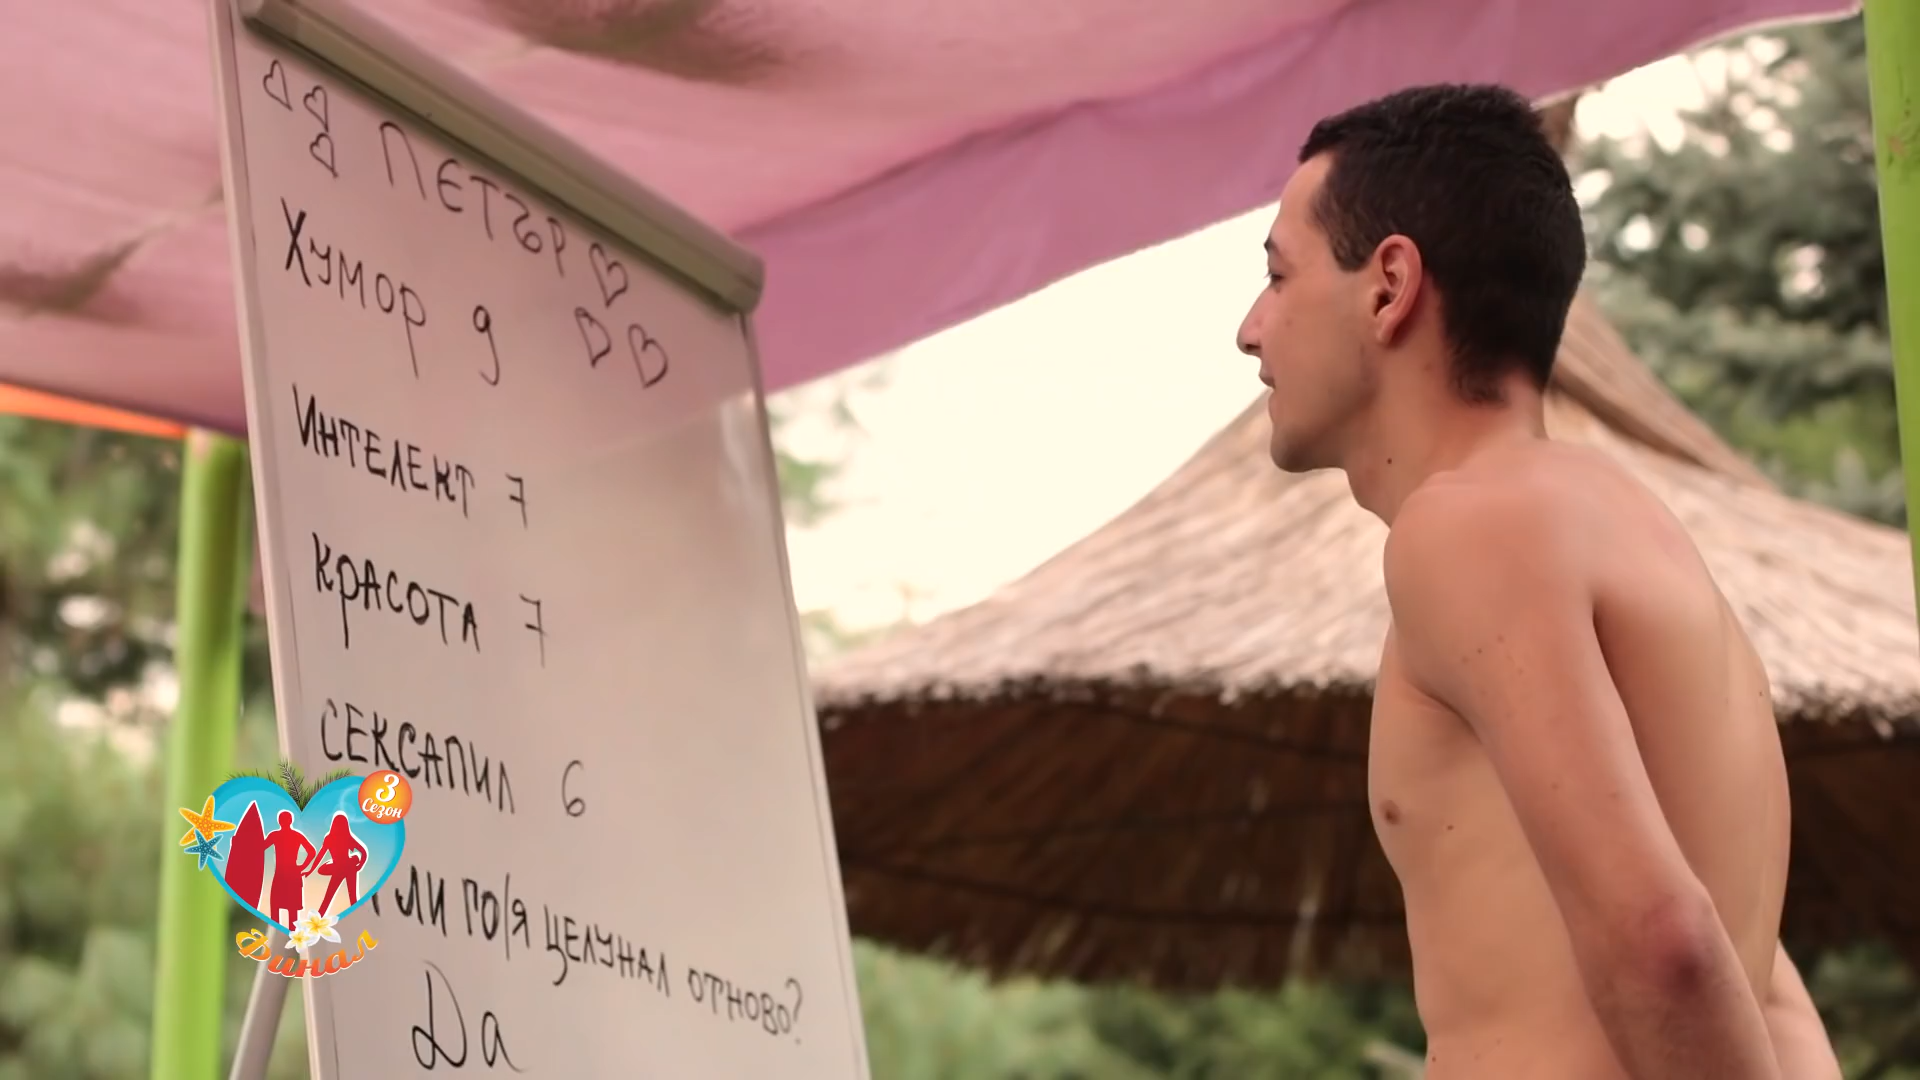 ПЕТЪР
Хумор 9
ИНТЕЛЕКТ 7
КРАСОТА 7
СЕКСАПИЛ 6
ЛИ ГО/Я ЦЕЛУНАЛ ОТНОВО?
Да
3
Сезон
Финал